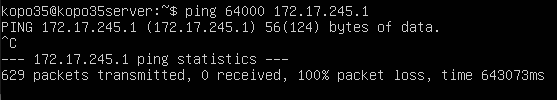 kopo35@kopo35server:~$ ping 64000 172.17.245.1
PING 172.17.245.1 (172.17.245.1) 56(124) bytes of data.
^C
--- 172.17.245.1 ping statistics ---
629 packets transmitted, 0 received, 100% packet loss, time 643073ms